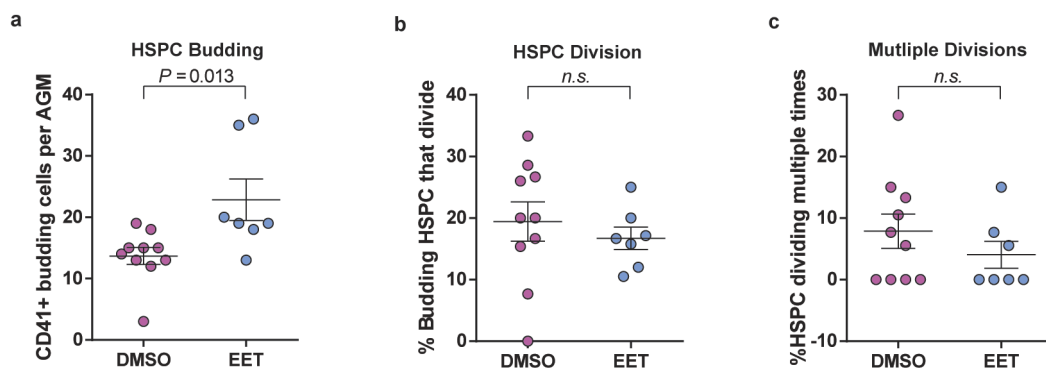 a
HSPC Budding
P = 0.013
CD41+ budding cells per AGM
40
30
20
10
0
DMSO EET
b
HSPC Division
n.s.
% Budding HSPC that divide
40
30
20
10
0
DMSO EET
c
Mutliple Divisions
n.s.
%HSPC dividing multiple times
30
20
10
0
-10
DMSO EET